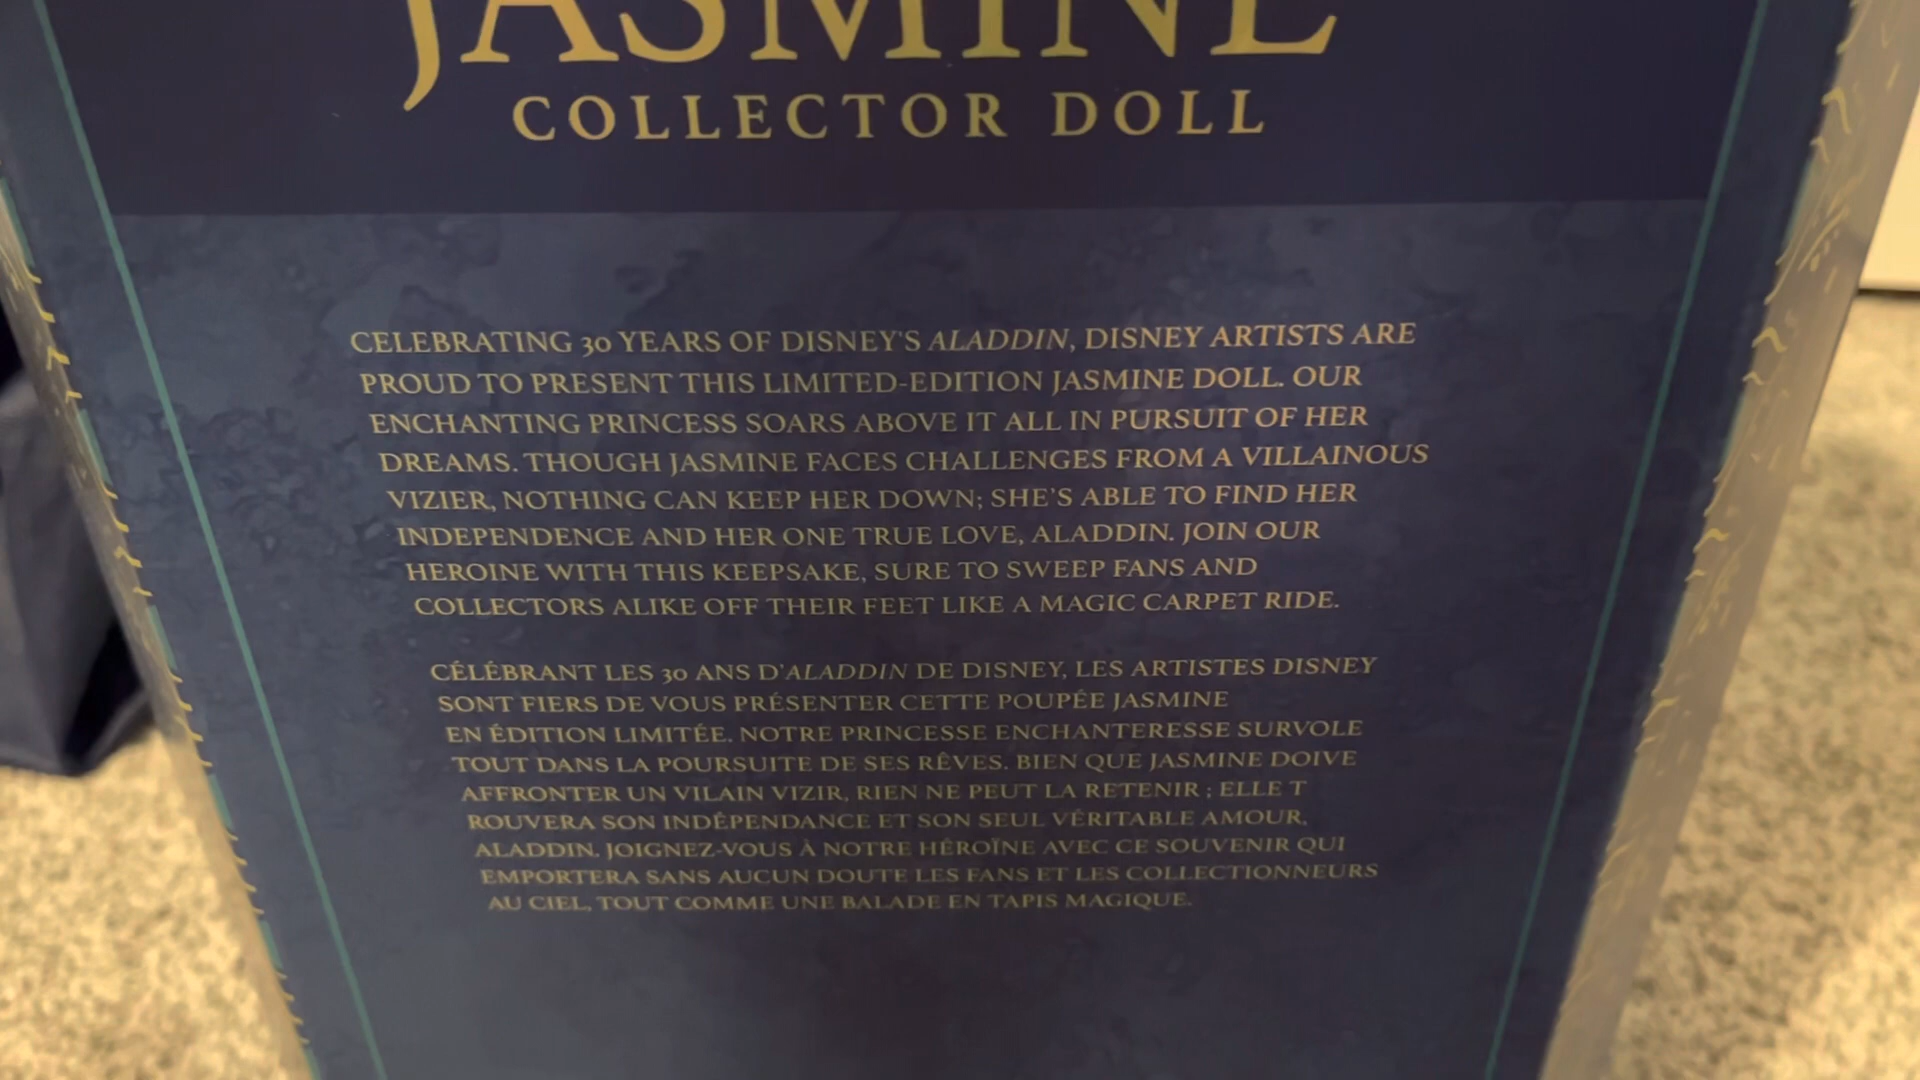 JASMINE
COLLECTOR DOLL
CELEBRATING 30 YEARS OF DISNEY'S ALADDIN, DISNEY ARTISTS ARE
PROUD TO PRESENT THIS LIMITED-EDITION JASMINE DOLL. OUR
ENCHANTING PRINCESS SOARS ABOVE IT ALL IN PURSUIT OF HER
DREAMS. THOUGH JASMINE FACES CHALLENGES FROM A VILLAINOUS
VIZIER, NOTHING CAN KEEP HER DOWN; SHE'S ABLE TO FIND HER
INDEPENDENCE AND HER ONE TRUE LOVE, ALADDIN. JOIN OUR
HEROINE WITH THIS KEEPSAKE, SURE TO SWEEP FANS AND
COLLECTORS ALIKE OFF THEIR FEET LIKE A MAGIC CARPET RIDE.
CÉLÉBRANT LES 30 ANS D'ALADDIN DE DISNEY, LES ARTISTES DISNEY
SONT FIERS DE VOUS PRÉSENTER CETTE POUPÉE JASMINE
EN ÉDITION LIMITÉE. NOTRE PRINCESSE ENCHANTERESSE SURVOLE
TOUT DANS LA POURSUITE DE SES RÊVES. BIEN QUE JASMINE DOIVE
AFFRONTER UN VILAIN VIZIR, RIEN NE PEUT LA RETENIR ; ELLE T
ROUVERA SON INDÉPENDANCE ET SON SEUL VÉRITABLE AMOUR,
ALADDIN. JOIGNEZ-VOUS À NOTRE HÉROÏNE AVEC CE SOUVENIR QUI
EMPORTERA SANS AUCUN DOUTE LES FANS ET LES COLLECTIONNEURS
AU CIEL, TOUT COMME UNE BALADE EN TAPIS MAGIQUE.